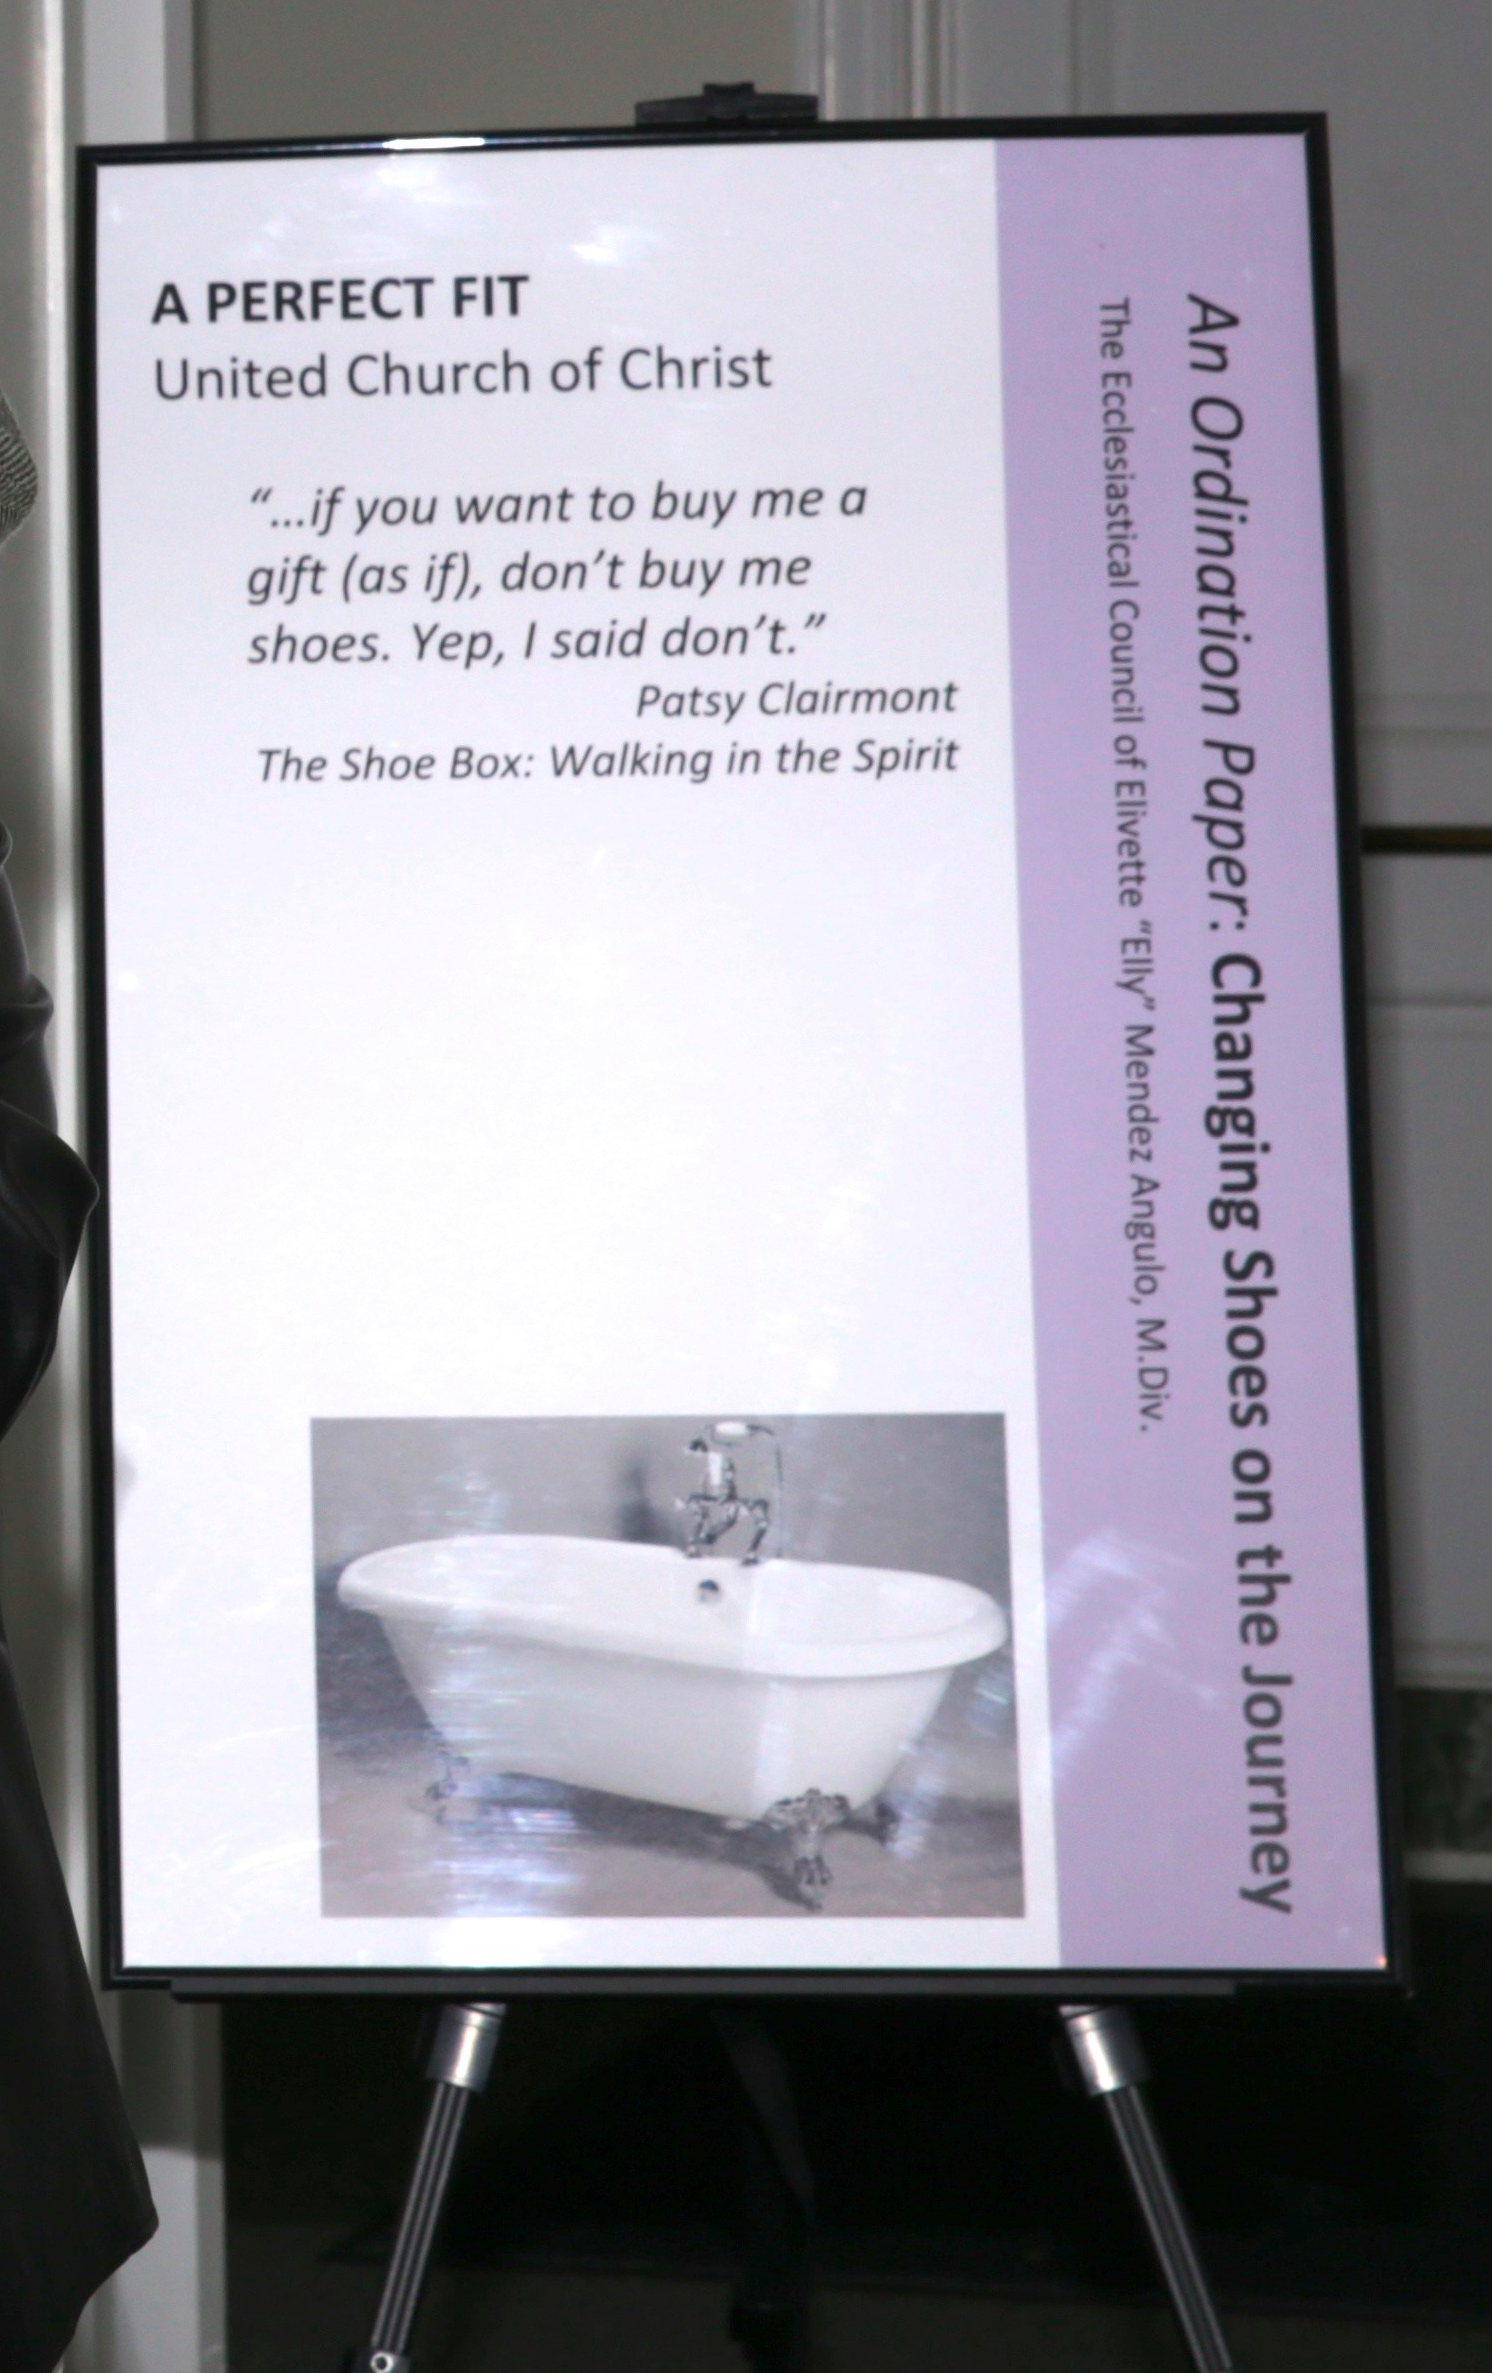 A PERFECT FIT
United Church of Christ
“...if you want to buy me a
gift (as if), don’t buy me
shoes. Yep, I said don’t.”
Patsy Clairmont
The Shoe Box: Walking in the Spirit
An Ordination Paper: Changing Shoes on the Journey
The Ecclesiastical Council of Elivette “Elly” Mendez Angulo, M.Div.